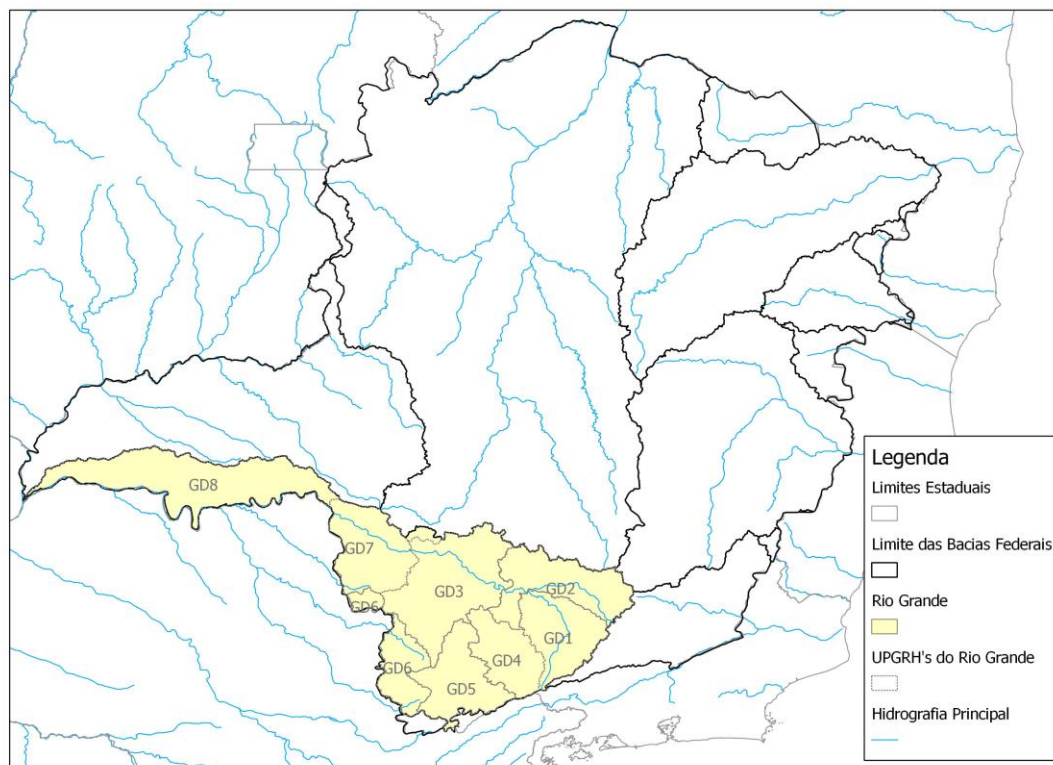 GD8
GD7
GD3
GD2
GD6
GD1
GD6
GD4
GD5
Legenda
Limites Estaduais
Limite das Bacias Federais
Rio Grande
UPGRH's do Rio Grande
Hidrografia Principal